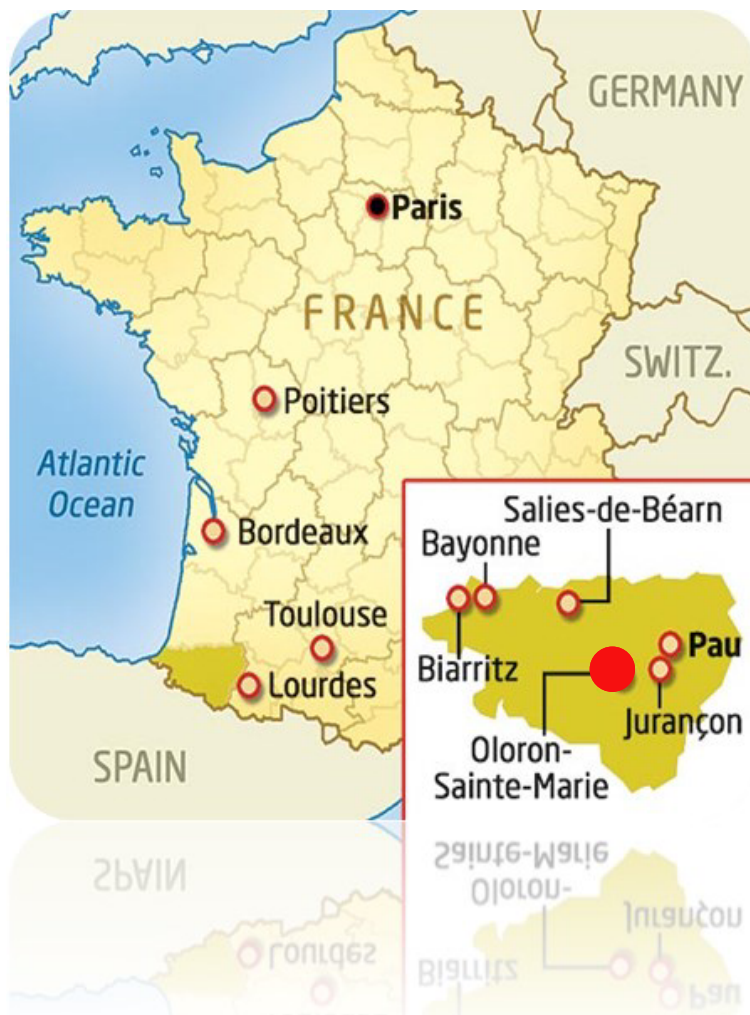 GERMANY
Paris
FRANCE
SWITZ.
Poitiers
Atlantic
Ocean
Bordeaux
Toulouse
Lourdes
SPAIN
Salies-de-Béarn
Bayonne
Biarritz
Pau
Jurançon
Oloron-
Sainte-Marie